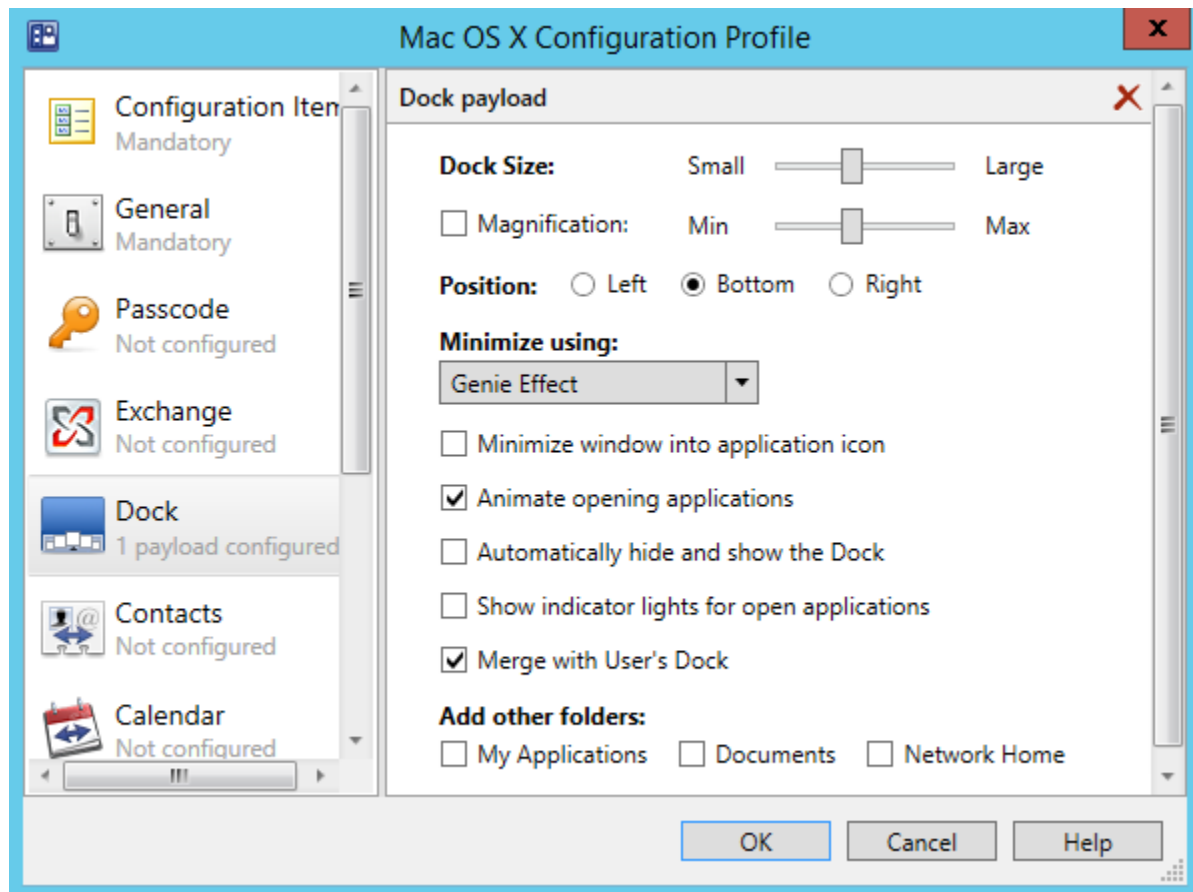 Mac OS X Configuration Profile
x
Configuration Item
Mandatory
General
Mandatory
Passcode
Not configured
Exchange
Not configured
Dock
1 payload configured
Contacts
Not configured
Calendar
Not configured
Dock payload
Dock Size: Small Large
Magnification: Min Max
Position: Left Bottom Right
Minimize using:
Genie Effect
Minimize window into application icon
Animate opening applications
Automatically hide and show the Dock
Show indicator lights for open applications
Merge with User's Dock
Add other folders:
My Applications Documents Network Home
OK Cancel Help